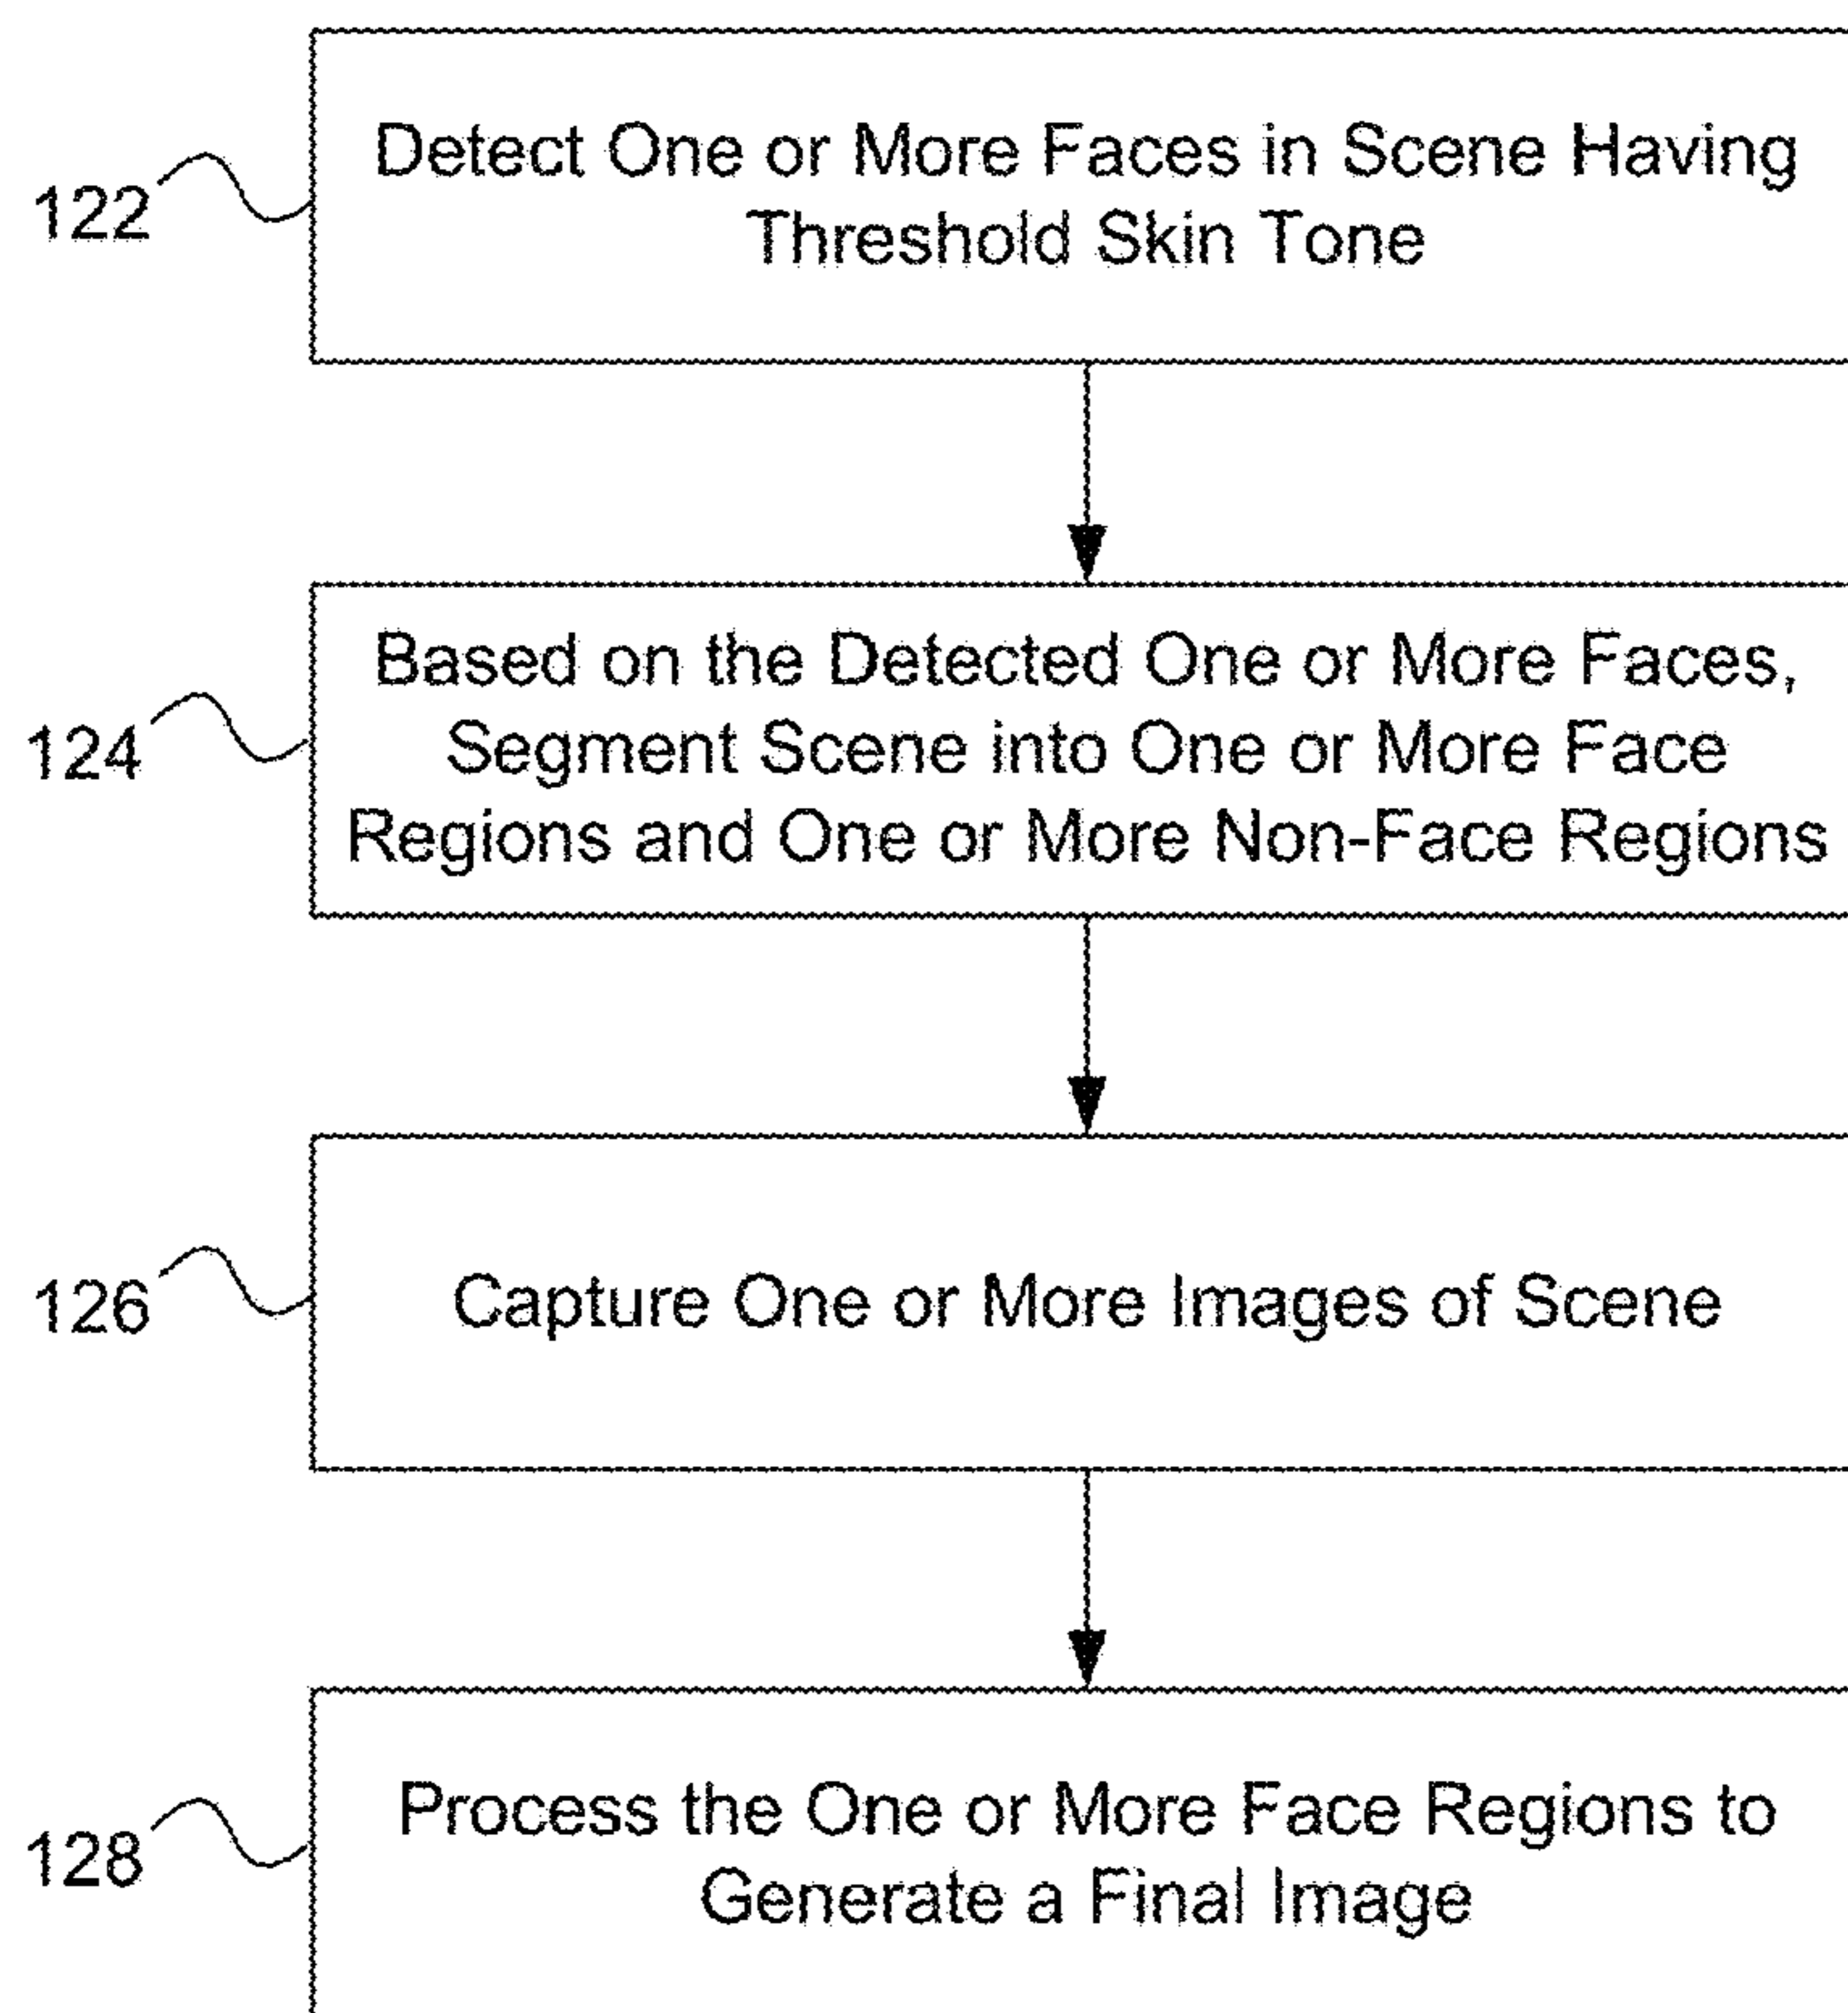 Detect One or More Faces in Scene Having
Threshold Skin Tone
122
Based on the Detected One or More Faces,
Segment Scene into One or More Face
Regions and One or More Non-Face Regions
124
Capture One or More Images of Scene
126
Process the One or More Face Regions to
Generate a Final Image
128